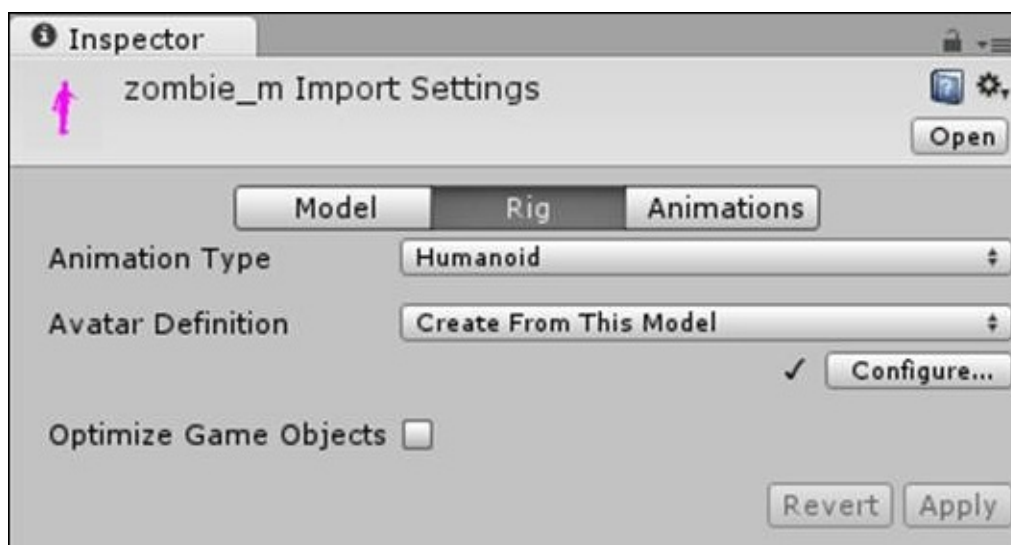 Inspector
zombie_m Import Settings
Open
Model Rig Animations
Animation Type Humanoid
Avatar Definition Create From This Model
✓ Configure...
Optimize Game Objects
Revert Apply